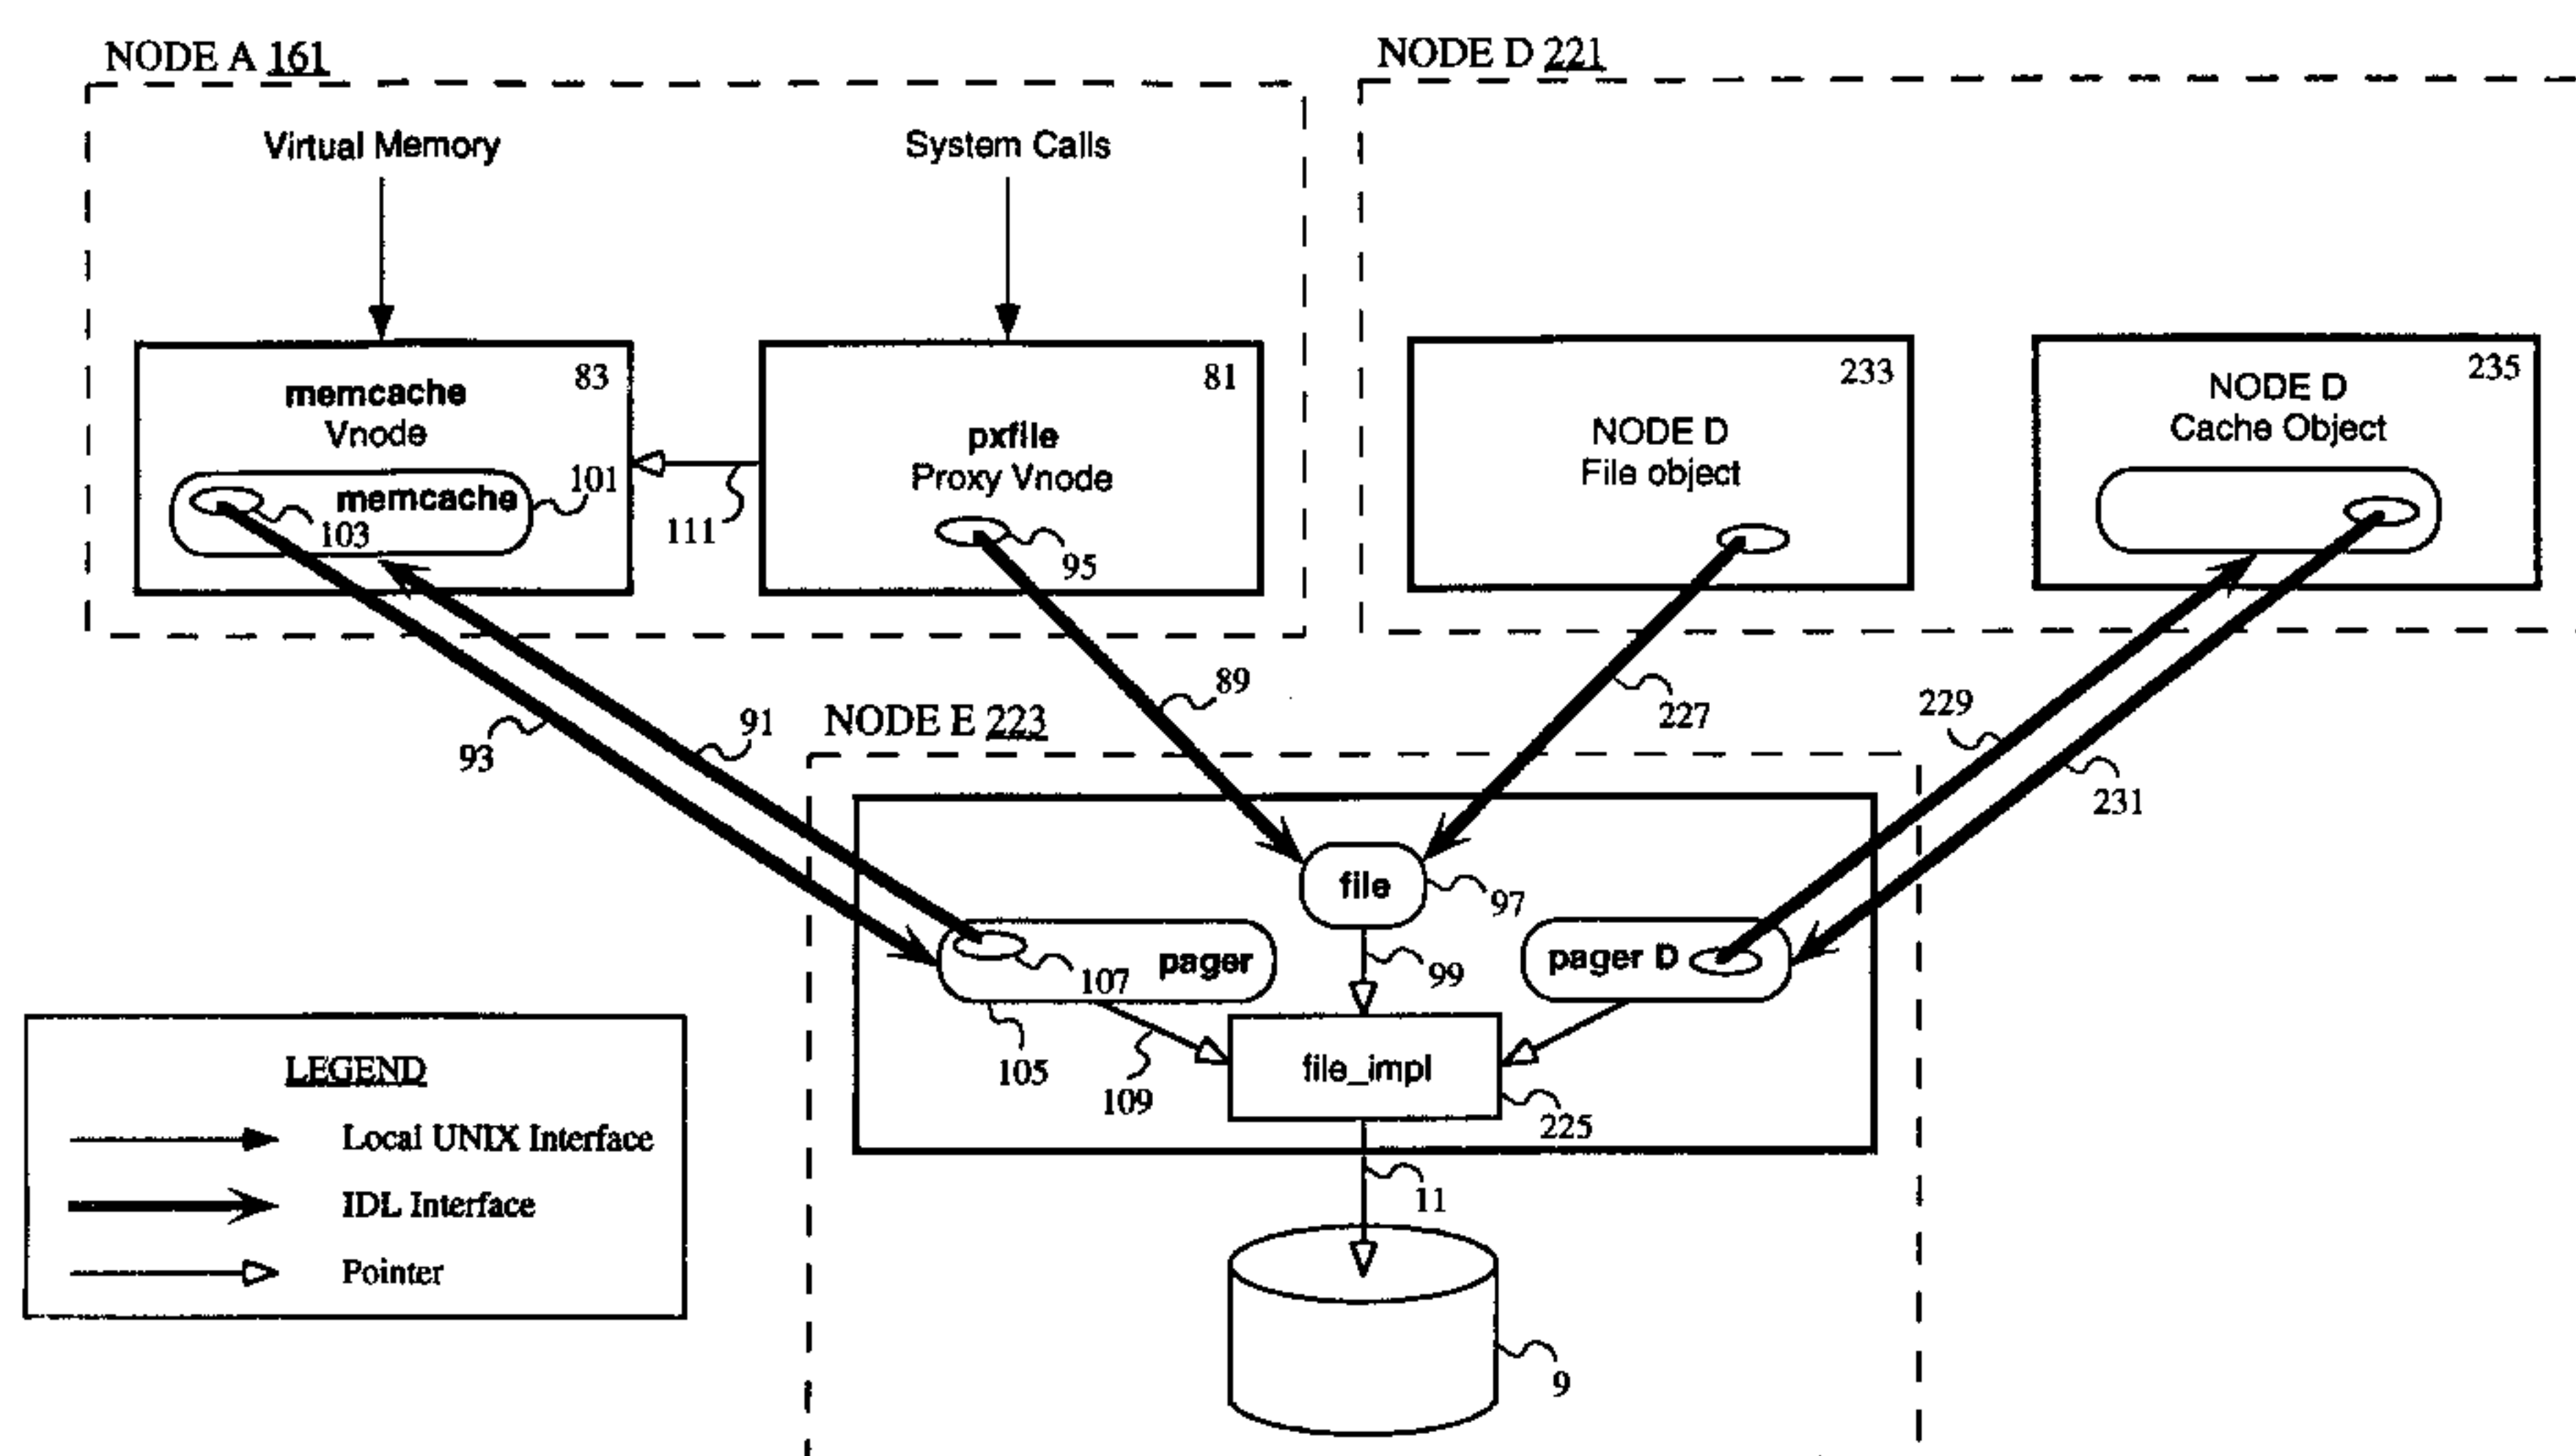 NODE A 161
NODE D 221
Virtual Memory
System Calls
83
memcache
Vnode
memcache
101
103
111
81
pxfile
Proxy Vnode
95
233
NODE D
File object
235
NODE D
Cache Object
93
91
89
227
229
231
NODE E 223
file
97
pager
107
105
109
99
pager D
file_impl
225
11
9
LEGEND
Local UNIX Interface
IDL Interface
Pointer